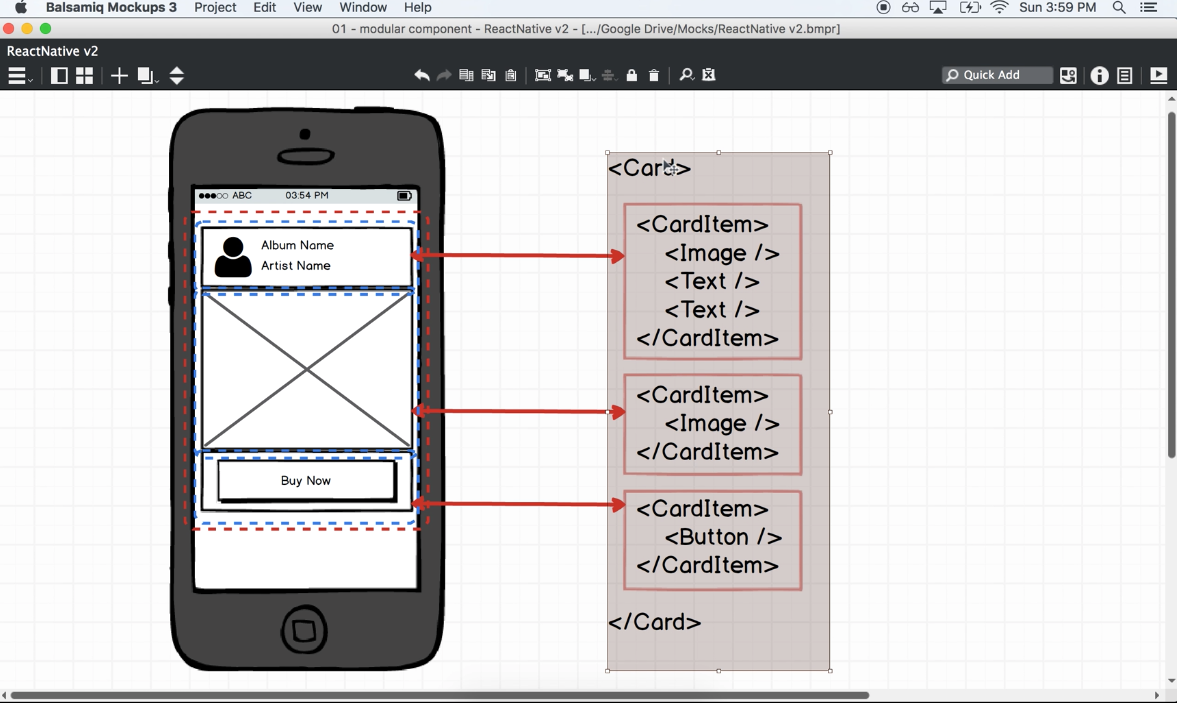 Balsamiq Mockups 3 Project Edit View Window Help Sun 3:59 PM
01 - modular component - ReactNative v2 - [.../Google Drive/Mocks/ReactNative v2.bmpr]
ReactNative v2
Quick Add
ABC 03:54 PM
Album Name
Artist Name
Buy Now
<Card>
<CardItem>
<Image />
<Text />
<Text />
</CardItem>
<CardItem>
<Image />
</CardItem>
<CardItem>
<Button />
</CardItem>
</Card>